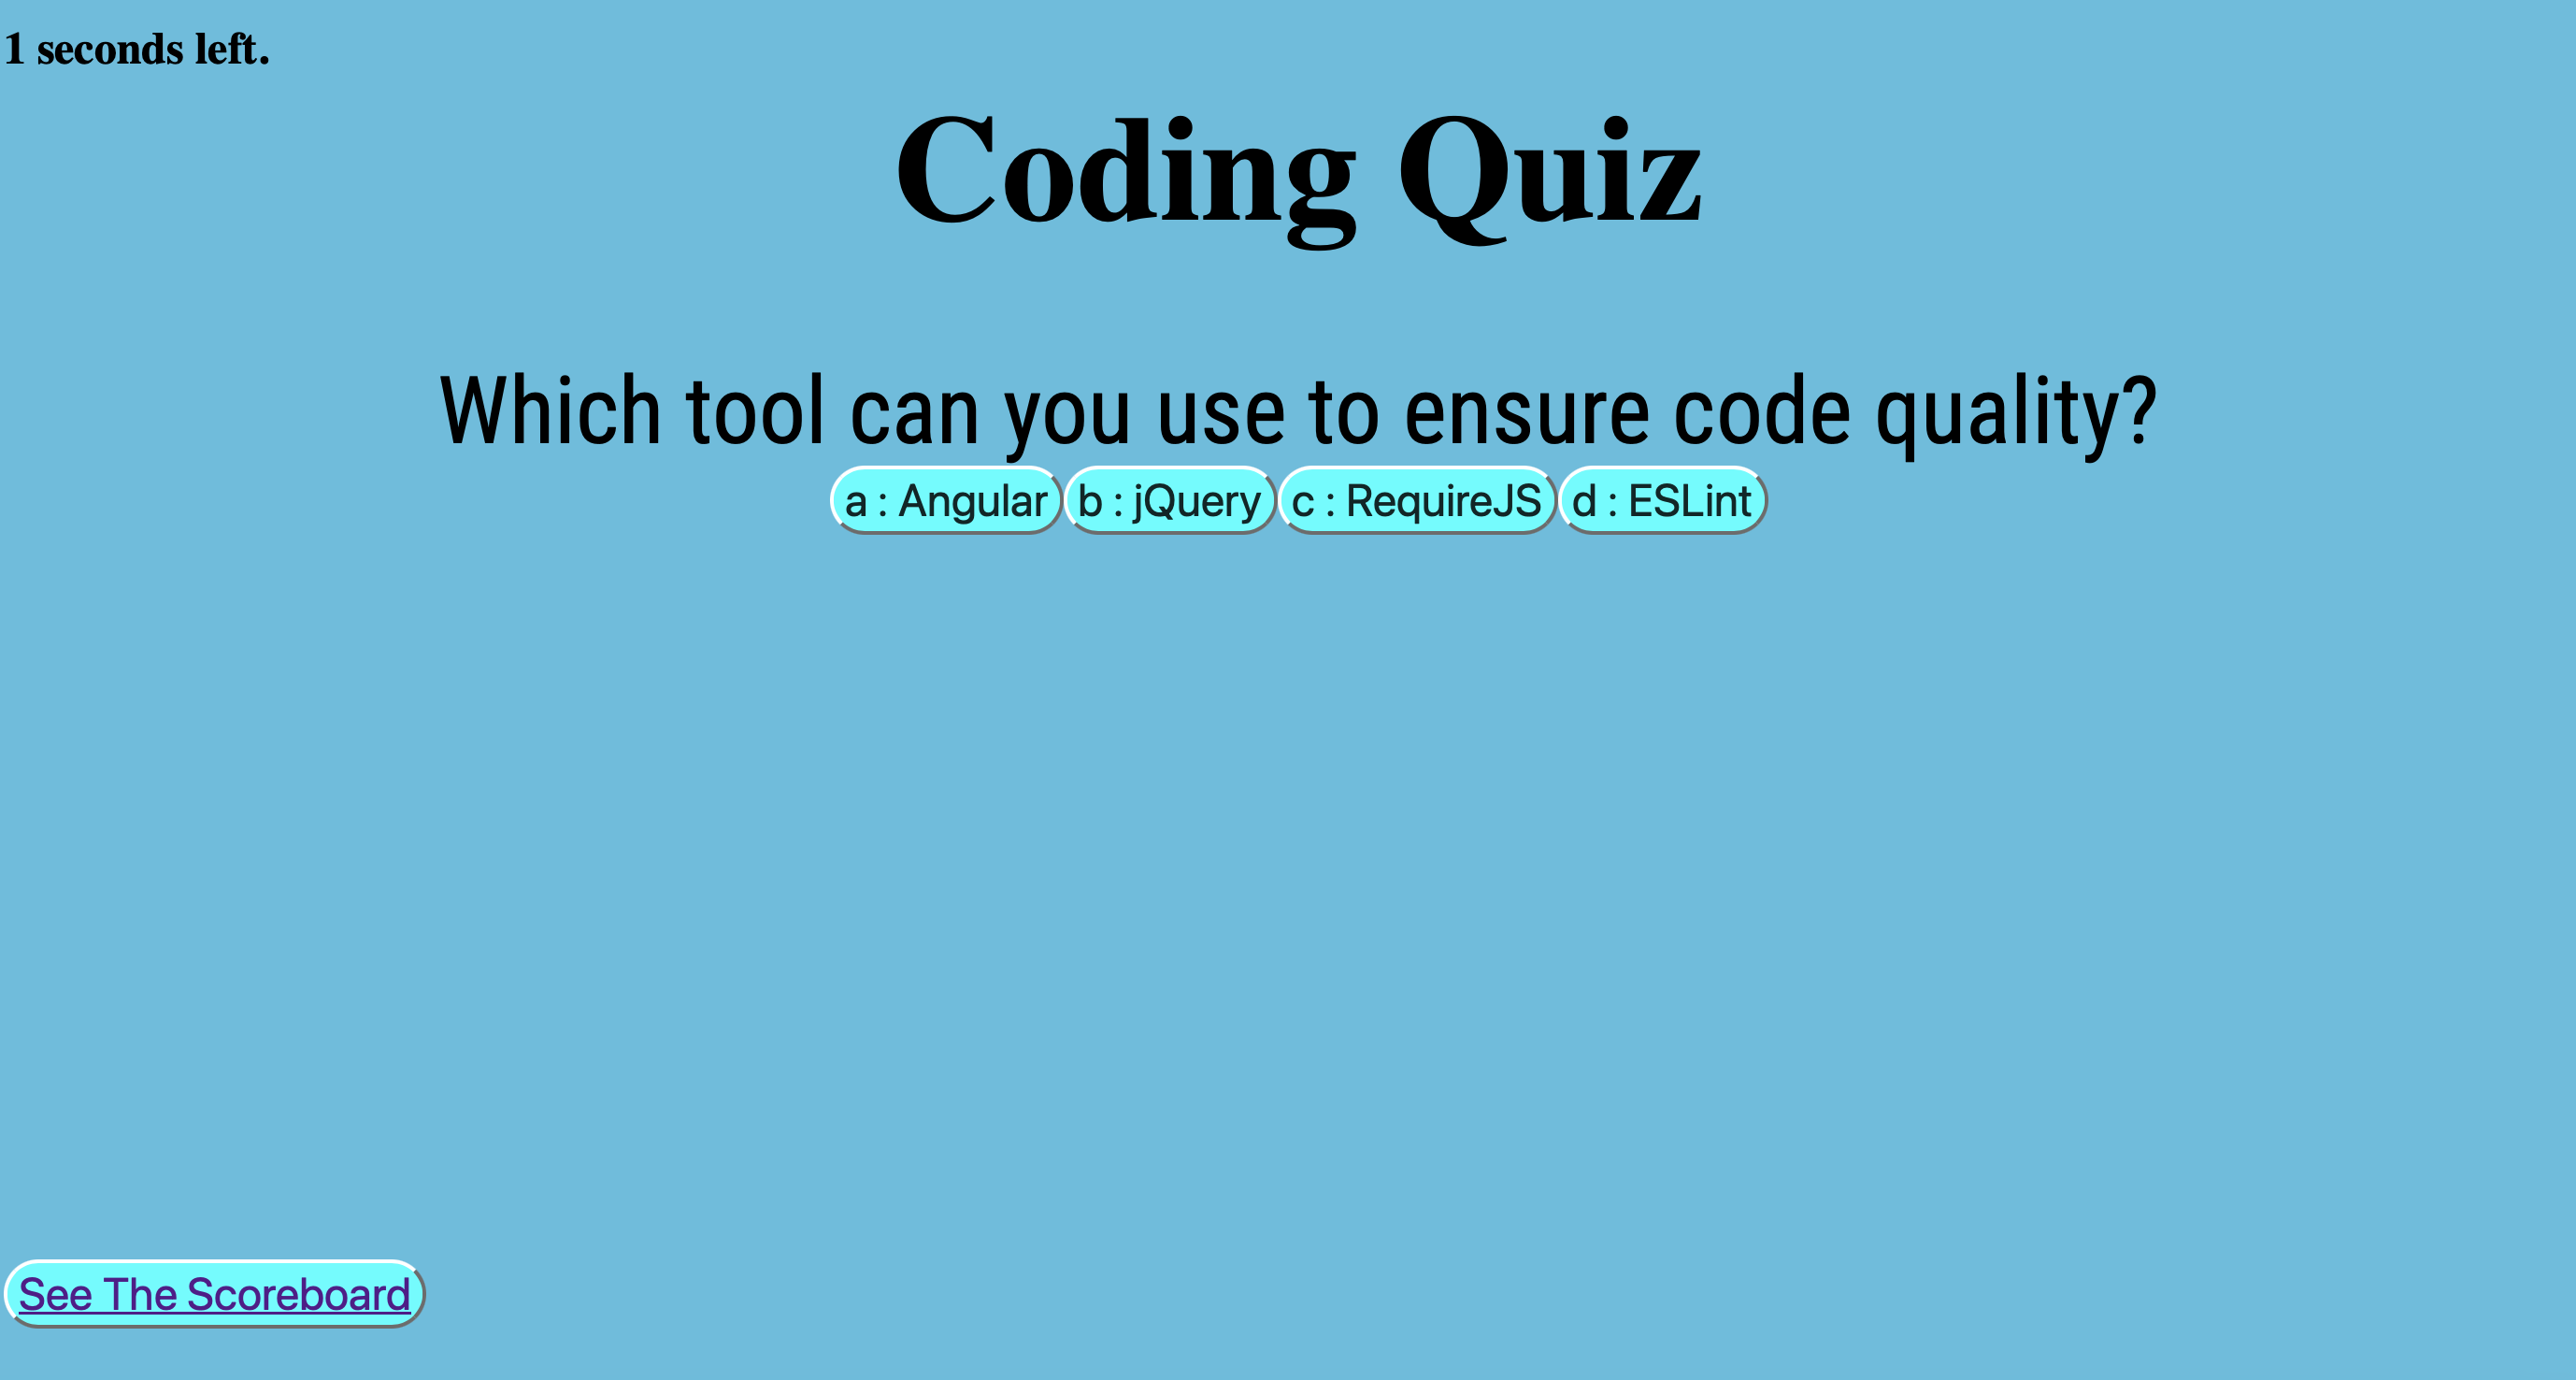 1 seconds left.
Coding Quiz
Which tool can you use to ensure code quality?
a : Angular b : jQuery c : RequireJS d : ESLint
See The Scoreboard